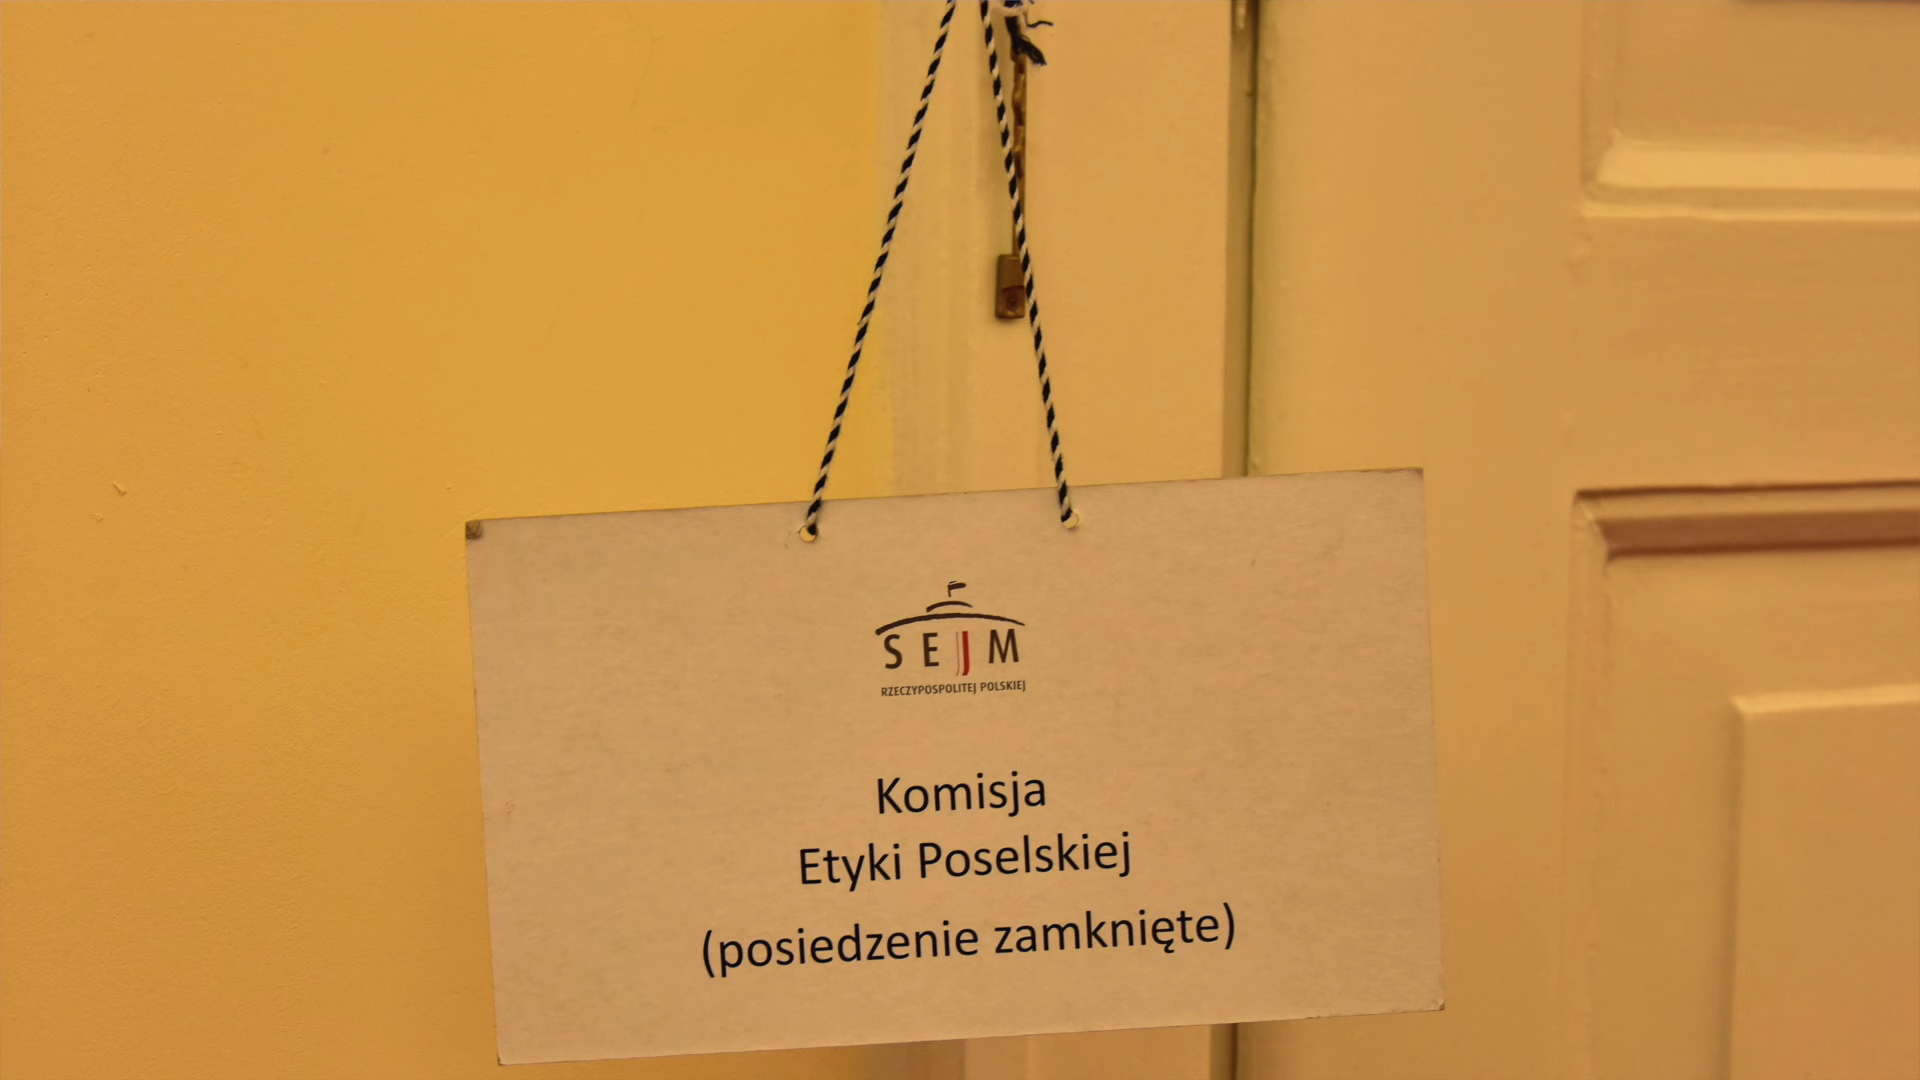 SEJM
RZECZYPOSPOLITEJ POLSKIEJ
Komisja
Etyki Poselskiej
(posiedzenie zamknięte)